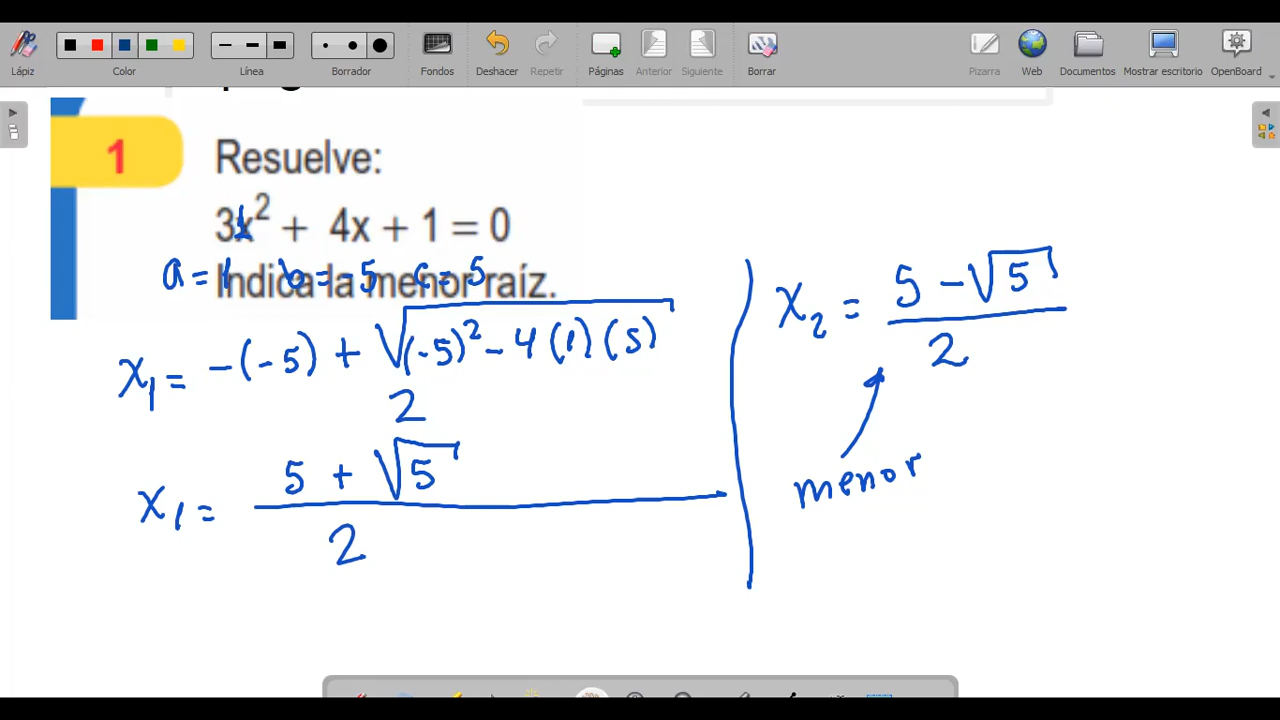 Lápiz Color Línea Borrador Fondos Deshacer Repetir Páginas Anterior Siguiente Borrar Pizarra Web Documentos Mostrar escritorio OpenBoard
1 Resuelve:
3x² + 4x + 1 = 0
Indica la menor raíz.
a = 1 b = -5 c = 5
x₁ = -(-5) + √(-5)² - 4(1)(5)
2
x₁ = 5 + √5
2
x₂ = 5 - √5
2
menor